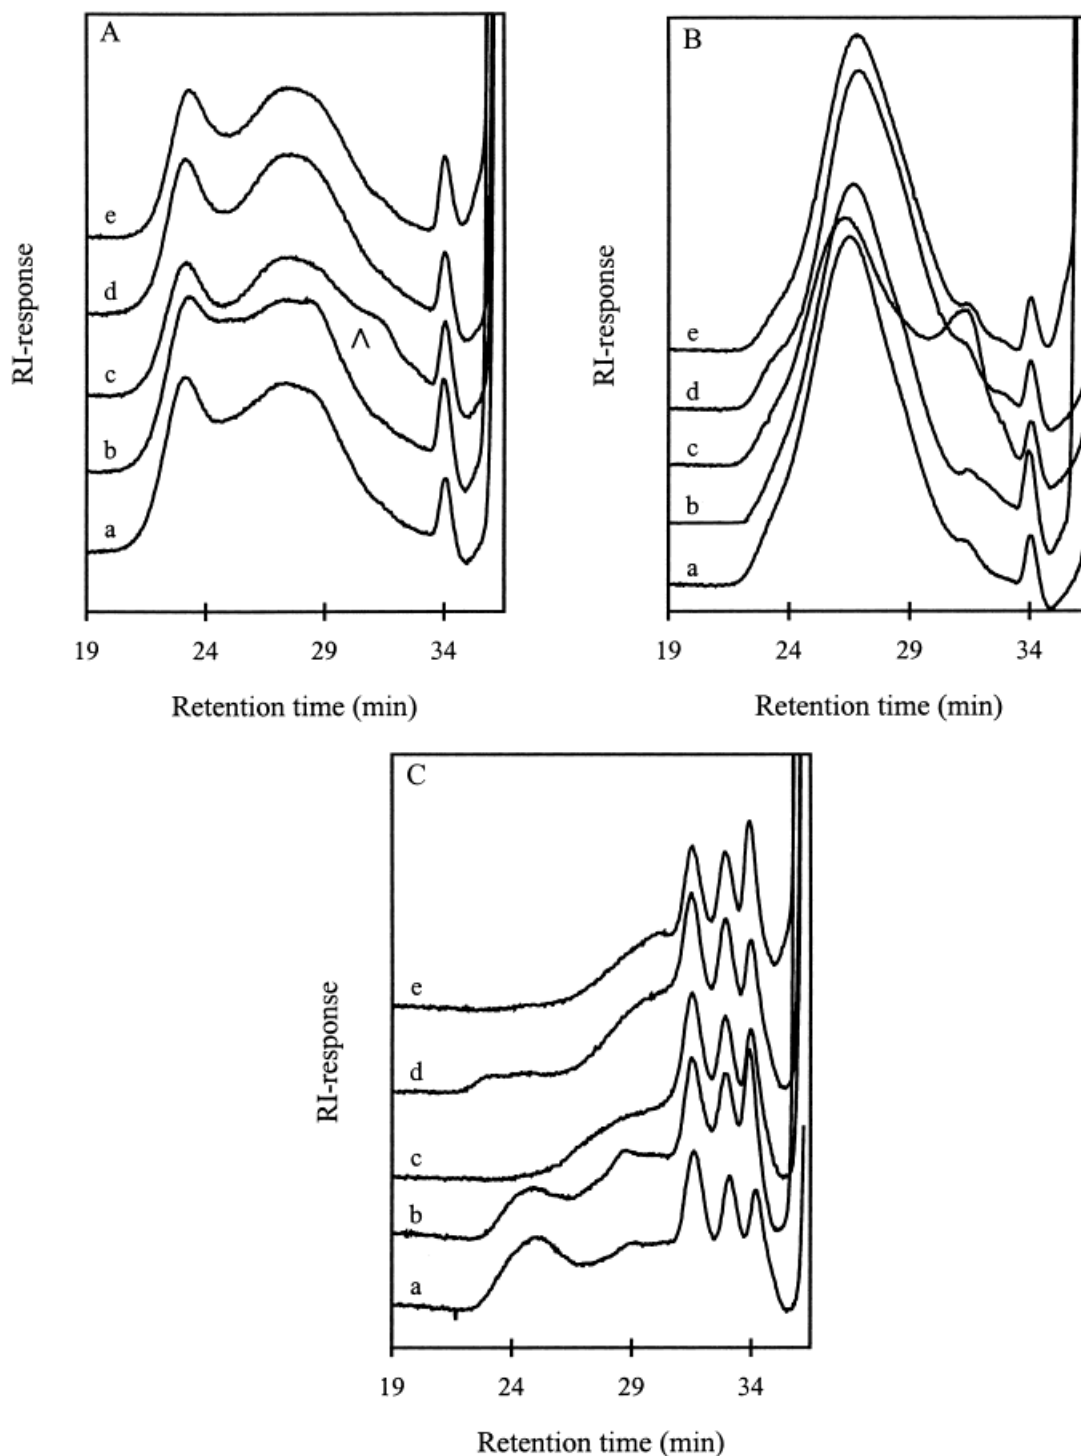 A
e
d
c
b
a
^
RI-response
19 24 29 34
Retention time (min)
B
e
d
c
b
a
RI-response
19 24 29 34
Retention time (min)
C
e
d
c
b
a
RI-response
19 24 29 34
Retention time (min)